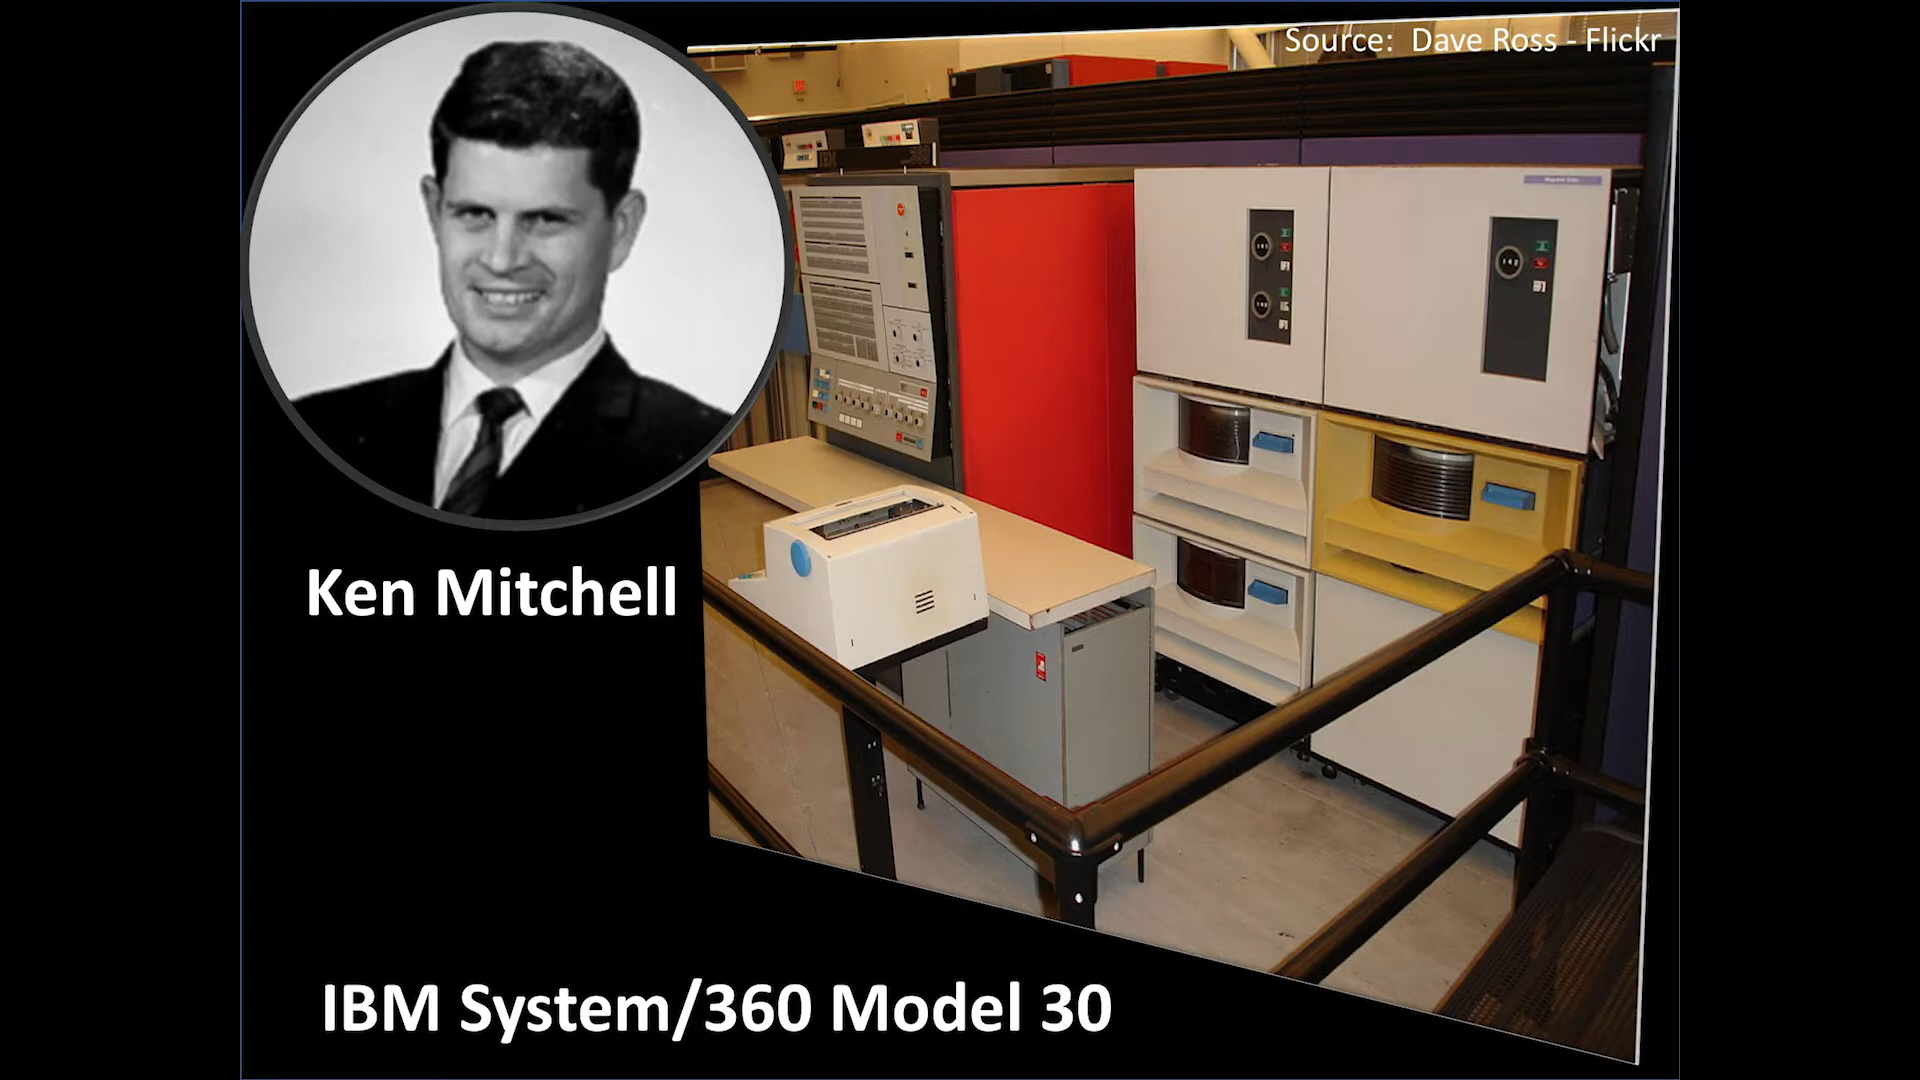 Source: Dave Ross - Flickr
Ken Mitchell
IBM System/360 Model 30